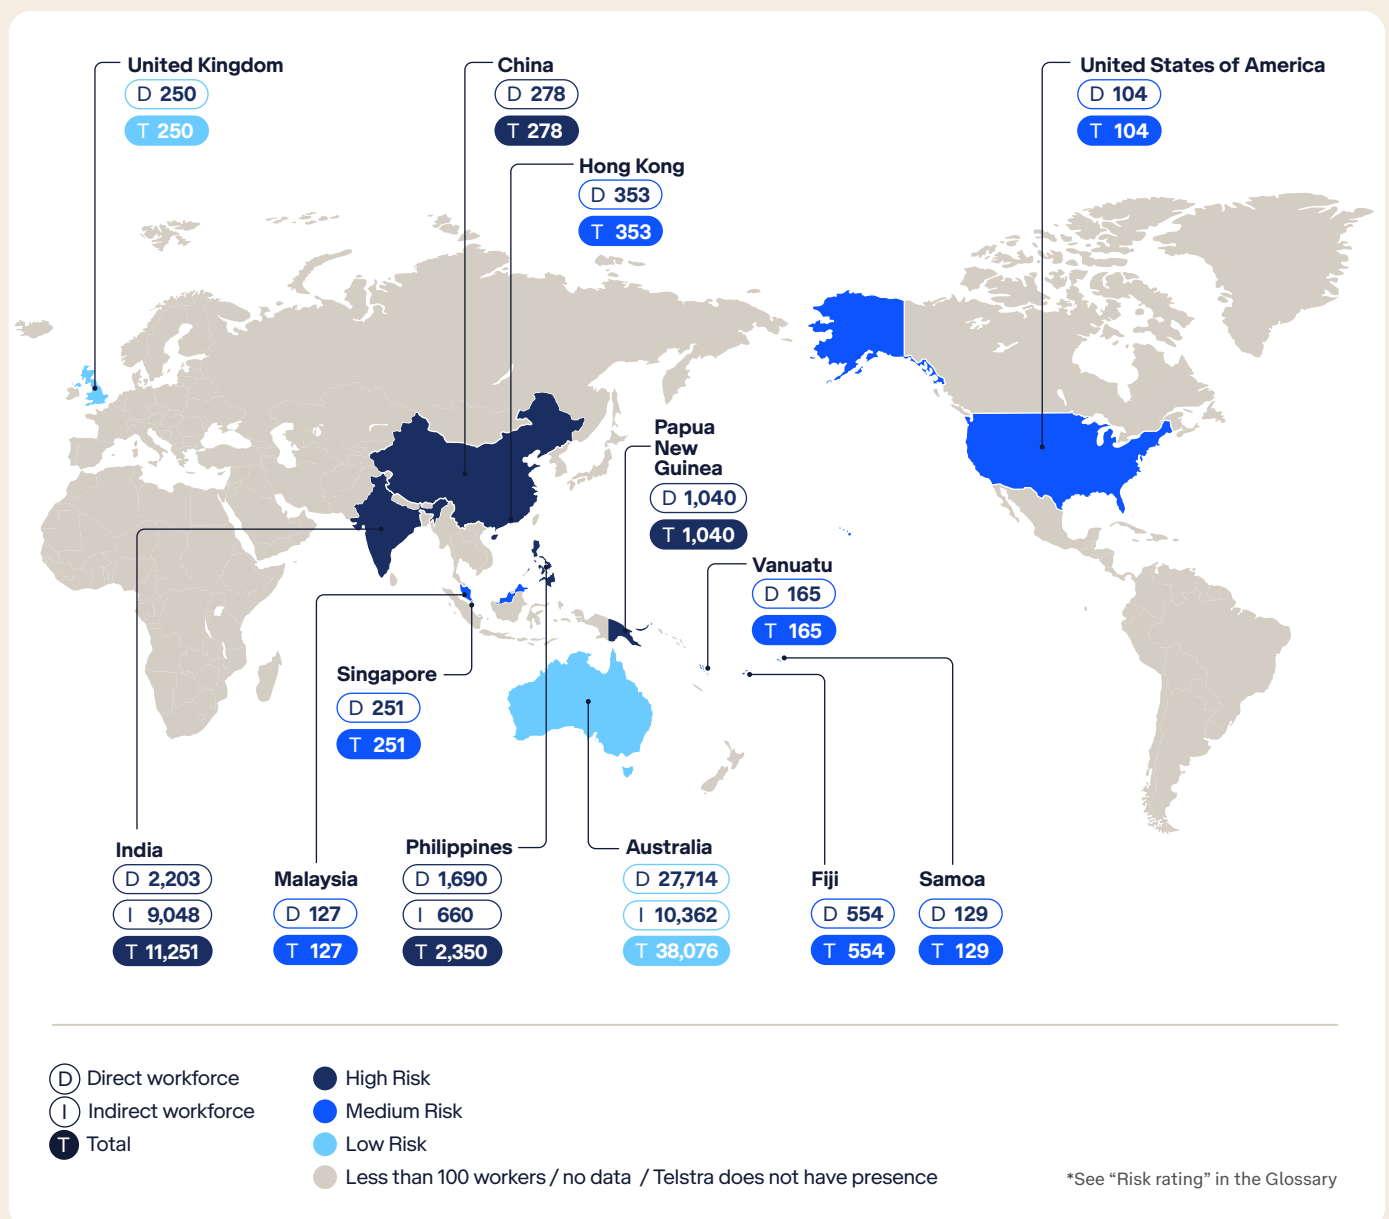 United Kingdom
D 250
T 250
China
D 278
T 278
Hong Kong
D 353
T 353
United States of America
D 104
T 104
Papua
New
Guinea
D 1,040
T 1,040
Vanuatu
D 165
T 165
Singapore
D 251
T 251
India
D 2,203
I 9,048
T 11,251
Malaysia
D 127
T 127
Philippines
D 1,690
I 660
T 2,350
Australia
D 27,714
I 10,362
T 38,076
Fiji
D 554
T 554
Samoa
D 129
T 129
D Direct workforce
I Indirect workforce
T Total
High Risk
Medium Risk
Low Risk
Less than 100 workers / no data / Telstra does not have presence
*See “Risk rating” in the Glossary